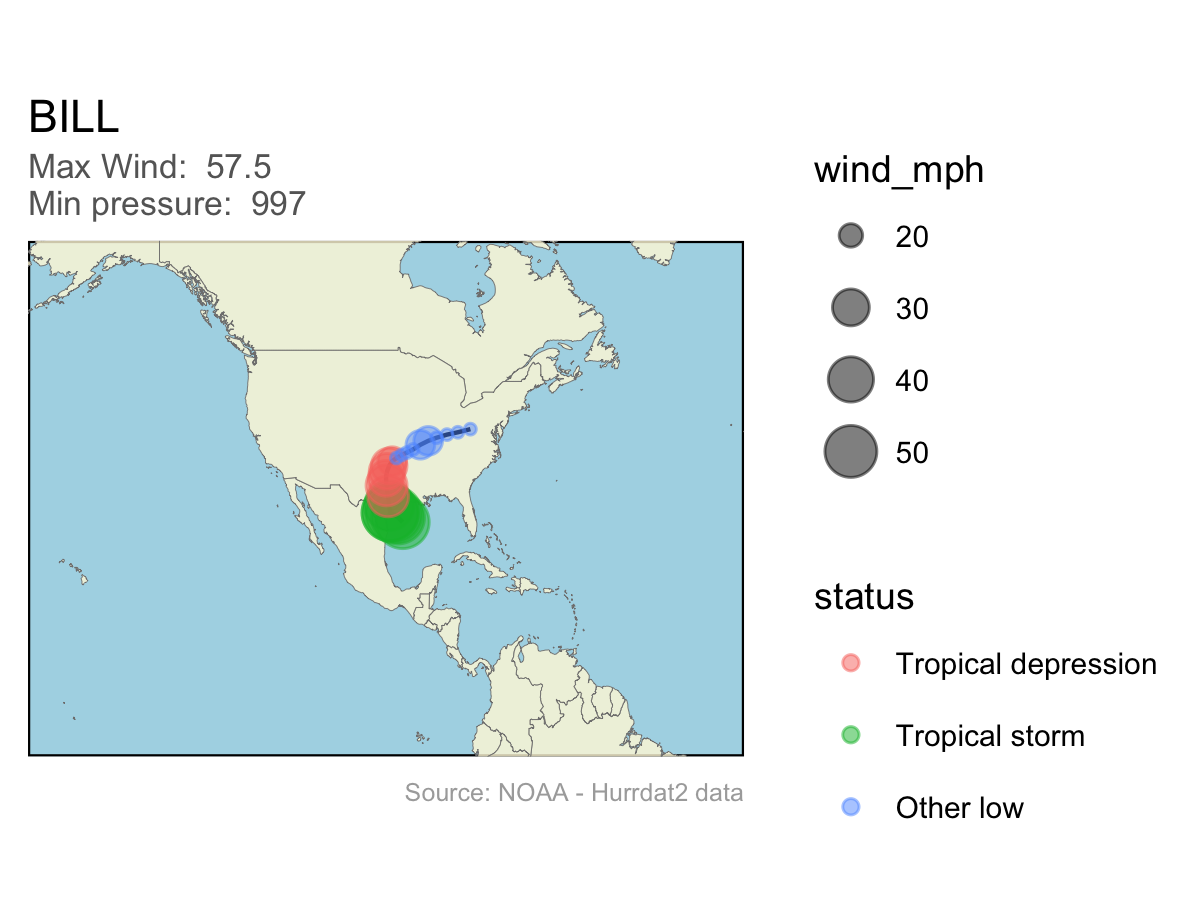 BILL
Max Wind:  57.5
Min pressure:  997
wind_mph
20
30
40
50
status
Tropical depression
Tropical storm
Other low
Source: NOAA - Hurrdat2 data